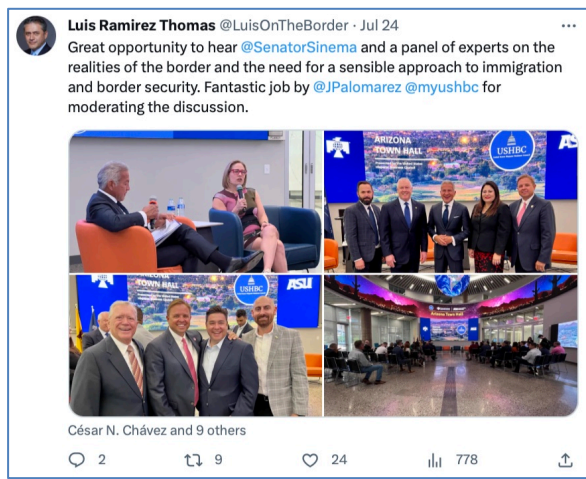 Luis Ramirez Thomas @LuisOnTheBorder · Jul 24
Great opportunity to hear @SenatorSinema and a panel of experts on the
realities of the border and the need for a sensible approach to immigration
and border security. Fantastic job by @JPalomarez @myushbc for
moderating the discussion.
ARIZONA
TOWN HALL
USHBC
AS
TOWN HALL
USHBC
ASU
Arizona Town Hall
César N. Chávez and 9 others
2 9 24 778